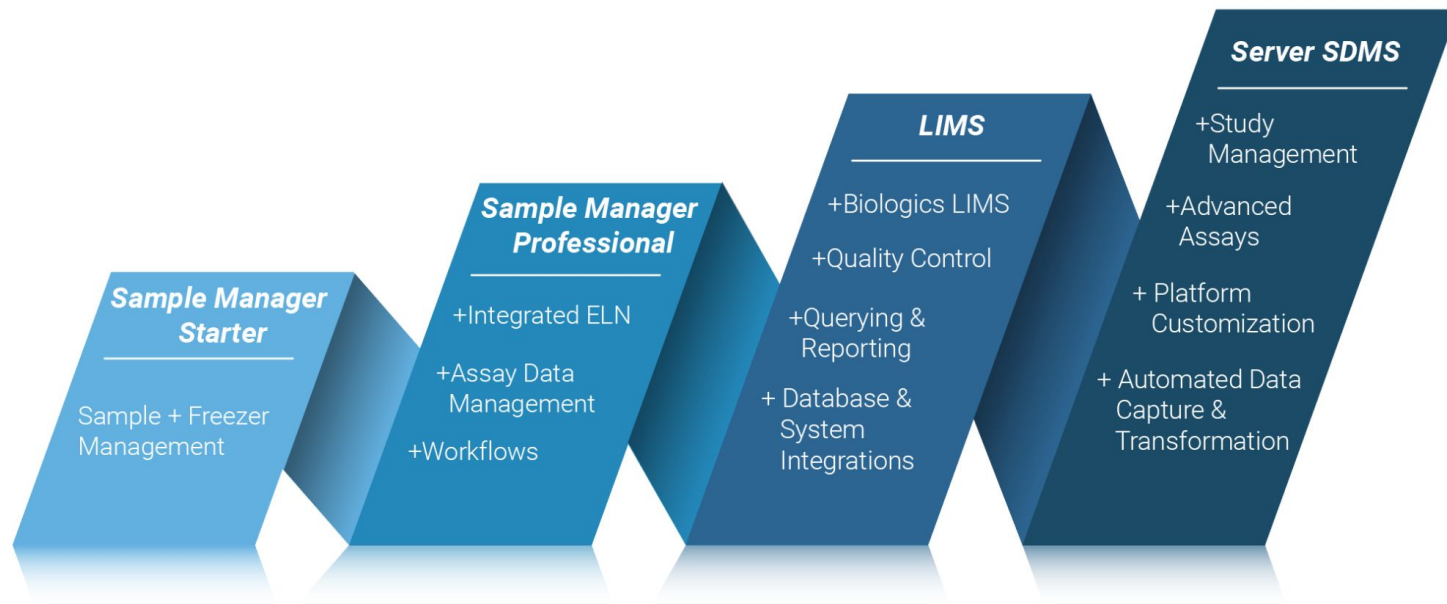 Sample Manager
Starter
Sample + Freezer
Management
Sample Manager
Professional
+Integrated ELN
+Assay Data
Management
+Workflows
LIMS
+Biologics LIMS
+Quality Control
+Querying &
Reporting
+ Database &
System
Integrations
Server SDMS
+Study
Management
+Advanced
Assays
+ Platform
Customization
+ Automated Data
Capture &
Transformation